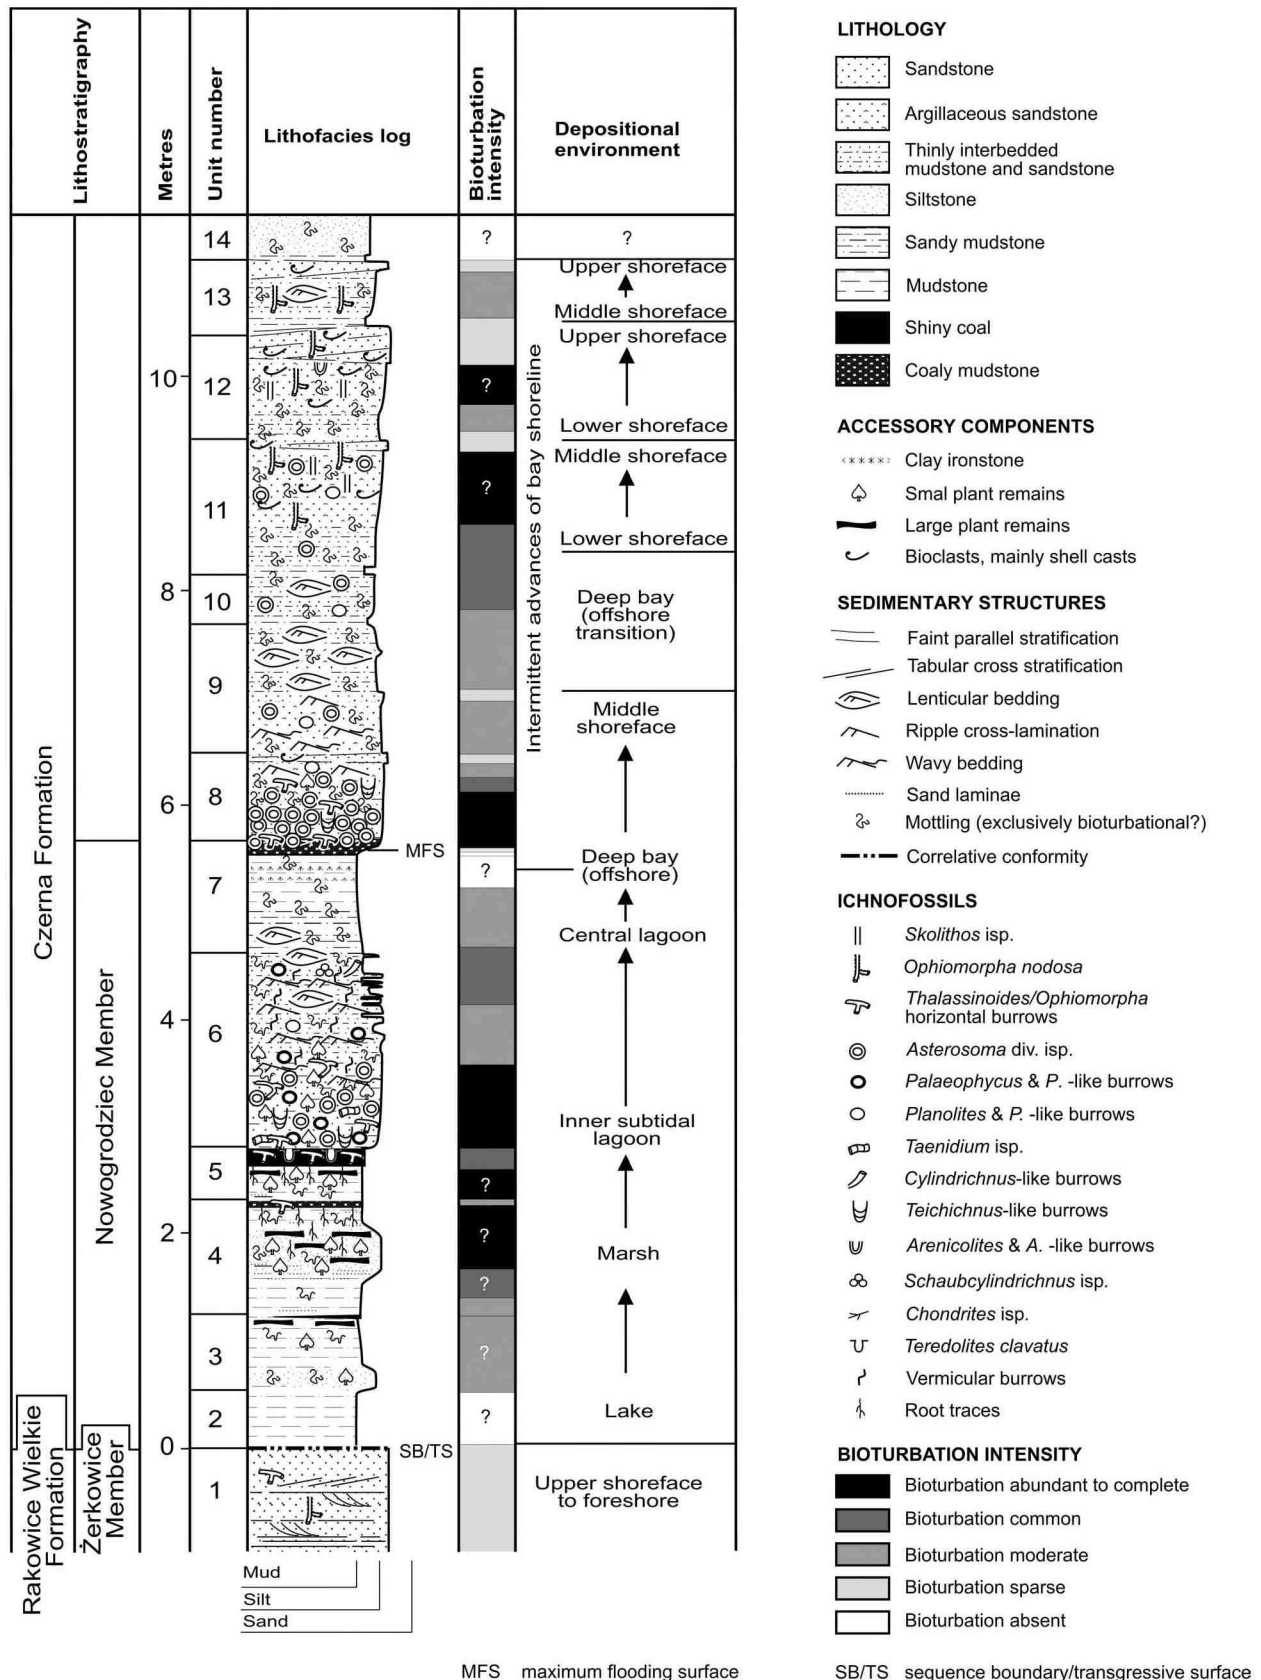 Lithostratigraphy
Metres
Unit number
Lithofacies log
Bioturbation
intensity
Depositional
environment
Czerna Formation
Nowogrodziec Member
Rakowice Wielkie
Formation
Żerkowice
Member
10
8
6
4
2
0
14
13
12
11
10
9
8
7
6
5
4
3
2
1
MFS
SB/TS
?
?
?
?
?
?
?
?
?
?
Intermittent advances of bay shoreline
Upper shoreface
Middle shoreface
Upper shoreface
Lower shoreface
Middle shoreface
Lower shoreface
Deep bay
(offshore
transition)
Middle
shoreface
Deep bay
(offshore)
Central lagoon
Inner subtidal
lagoon
Marsh
Lake
Upper shoreface
to foreshore
Mud
Silt
Sand
LITHOLOGY
Sandstone
Argillaceous sandstone
Thinly interbedded
mudstone and sandstone
Siltstone
Sandy mudstone
Mudstone
Shiny coal
Coaly mudstone
ACCESSORY COMPONENTS
Clay ironstone
Smal plant remains
Large plant remains
Bioclasts, mainly shell casts
SEDIMENTARY STRUCTURES
Faint parallel stratification
Tabular cross stratification
Lenticular bedding
Ripple cross-lamination
Wavy bedding
Sand laminae
Mottling (exclusively bioturbational?)
Correlative conformity
ICHNOFOSSILS
Skolithos isp.
Ophiomorpha nodosa
Thalassinoides/Ophiomorpha
horizontal burrows
Asterosoma div. isp.
Palaeophycus & P. -like burrows
Planolites & P. -like burrows
Taenidium isp.
Cylindrichnus-like burrows
Teichichnus-like burrows
Arenicolites & A. -like burrows
Schaubcylindrichnus isp.
Chondrites isp.
Teredolites clavatus
Vermicular burrows
Root traces
BIOTURBATION INTENSITY
Bioturbation abundant to complete
Bioturbation common
Bioturbation moderate
Bioturbation sparse
Bioturbation absent
MFS maximum flooding surface
SB/TS sequence boundary/transgressive surface